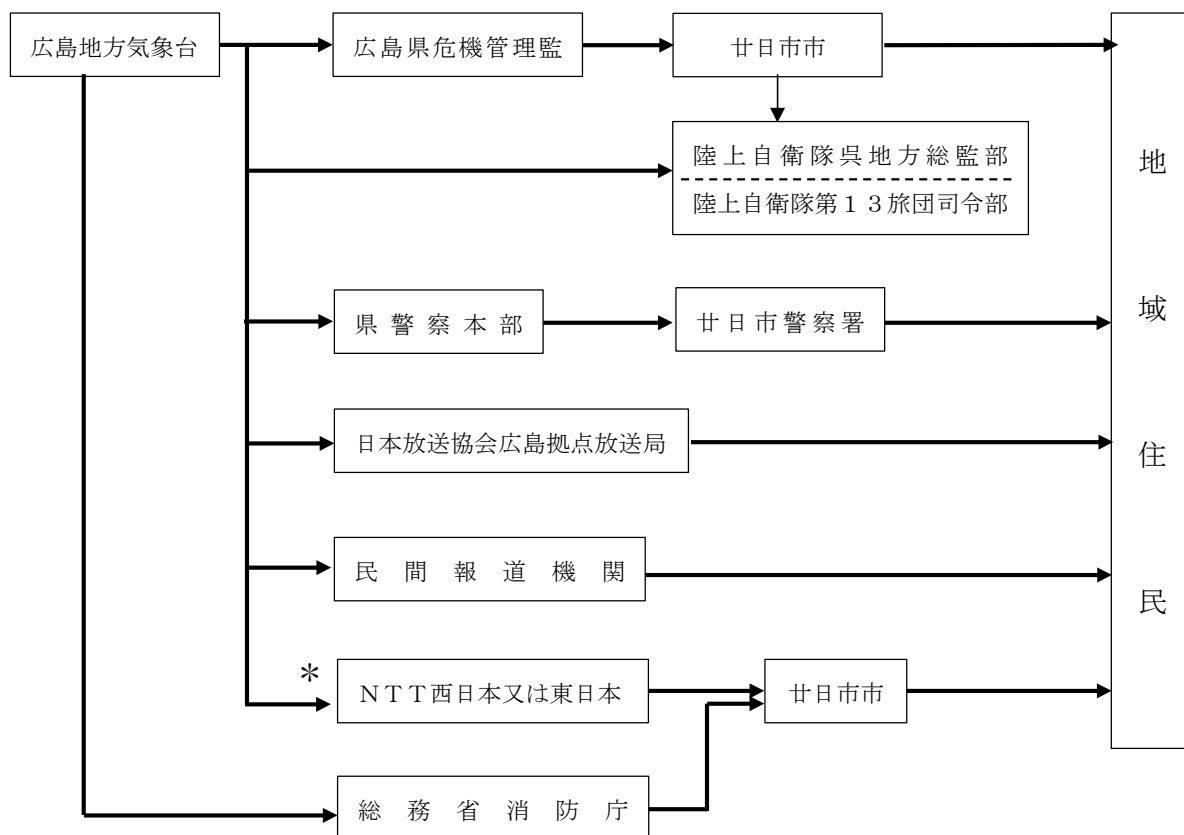 広島地方気象台
広島県危機管理監
廿日市市
陸上自衛隊呉地方総監部
陸上自衛隊第１３旅団司令部
県警察本部
廿日市警察署
日本放送協会広島拠点放送局
民間報道機関
＊
ＮＴＴ西日本又は東日本
廿日市市
総務省消防庁
地域住民